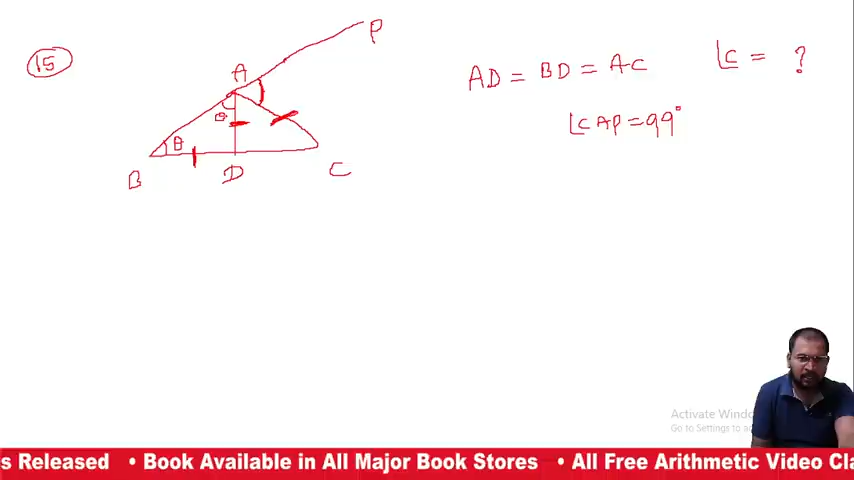 15
P
A
AD = BD = AC
∠C = ?
∠CAP = 99°
θ
θ
B
D
C
Activate Windo
Go to Settings to a
s Released • Book Available in All Major Book Stores • All Free Arithmetic Video Cla